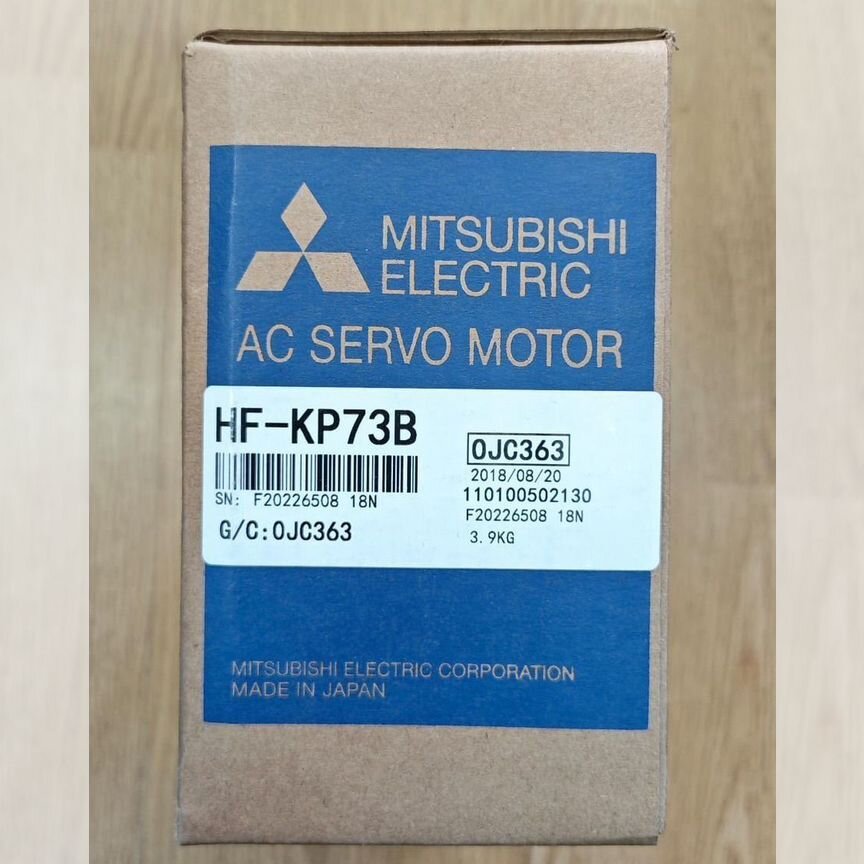 MITSUBISHI
ELECTRIC
AC SERVO MOTOR
HF-KP73B
SN: F20226508 18N
G/C:0JC363
0JC363
2018/08/20
110100502130
F20226508 18N
3.9KG
MITSUBISHI ELECTRIC CORPORATION
MADE IN JAPAN